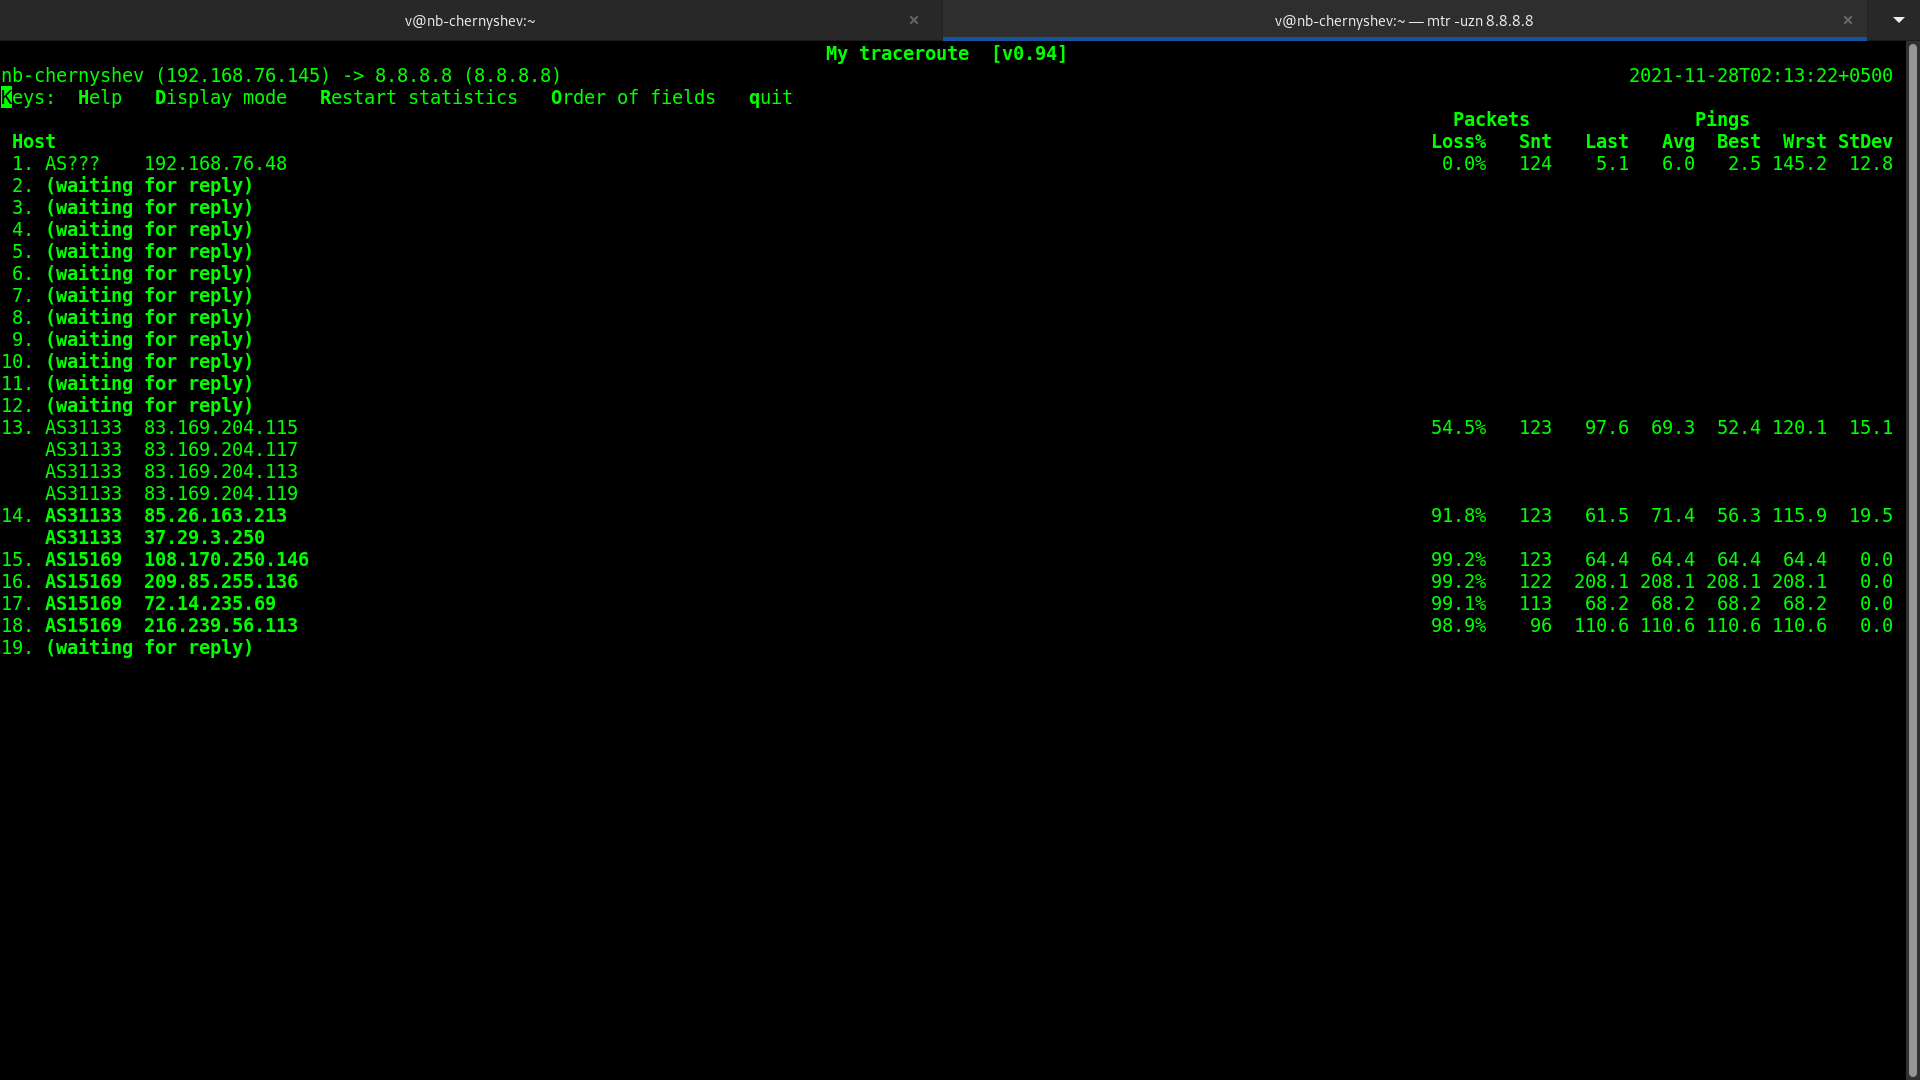 v@nb-chernyshev:~ × v@nb-chernyshev:~ — mtr -uzn 8.8.8.8 ×
My traceroute  [v0.94]
nb-chernyshev (192.168.76.145) -> 8.8.8.8 (8.8.8.8) 2021-11-28T02:13:22+0500
Keys:  Help   Display mode   Restart statistics   Order of fields   quit
Packets Pings
Host Loss% Snt Last Avg Best Wrst StDev
1. AS??? 192.168.76.48 0.0% 124 5.1 6.0 2.5 145.2 12.8
2. (waiting for reply)
3. (waiting for reply)
4. (waiting for reply)
5. (waiting for reply)
6. (waiting for reply)
7. (waiting for reply)
8. (waiting for reply)
9. (waiting for reply)
10. (waiting for reply)
11. (waiting for reply)
12. (waiting for reply)
13. AS31133 83.169.204.115 54.5% 123 97.6 69.3 52.4 120.1 15.1
AS31133 83.169.204.117
AS31133 83.169.204.113
AS31133 83.169.204.119
14. AS31133 85.26.163.213 91.8% 123 61.5 71.4 56.3 115.9 19.5
AS31133 37.29.3.250
15. AS15169 108.170.250.146 99.2% 123 64.4 64.4 64.4 64.4 0.0
16. AS15169 209.85.255.136 99.2% 122 208.1 208.1 208.1 208.1 0.0
17. AS15169 72.14.235.69 99.1% 113 68.2 68.2 68.2 68.2 0.0
18. AS15169 216.239.56.113 98.9% 96 110.6 110.6 110.6 110.6 0.0
19. (waiting for reply)